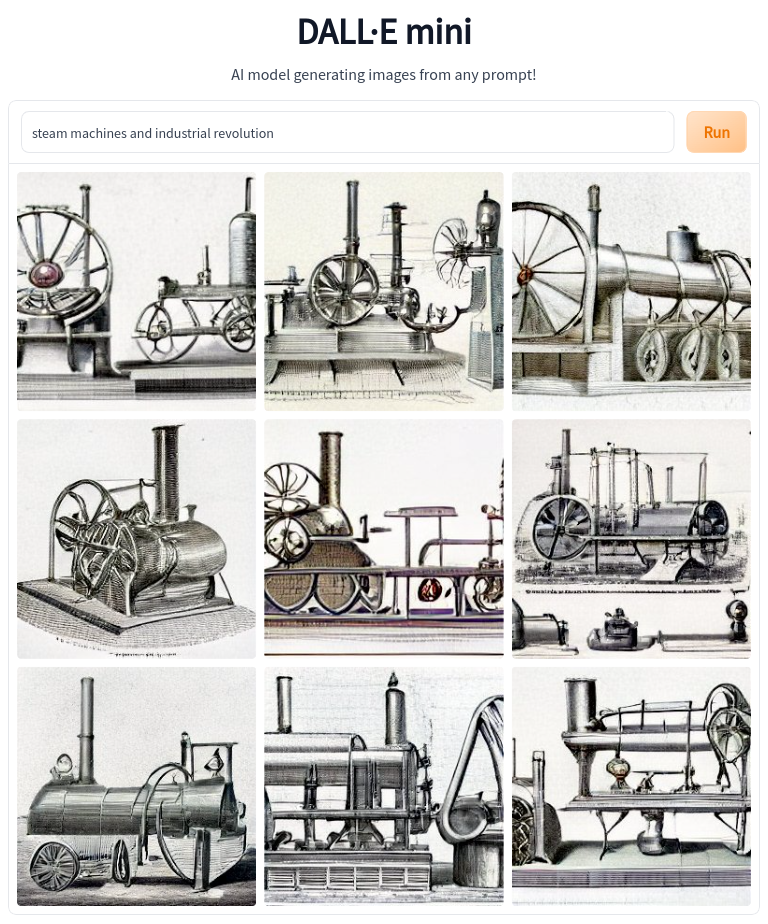 DALL·E mini
AI model generating images from any prompt!
steam machines and industrial revolution
Run